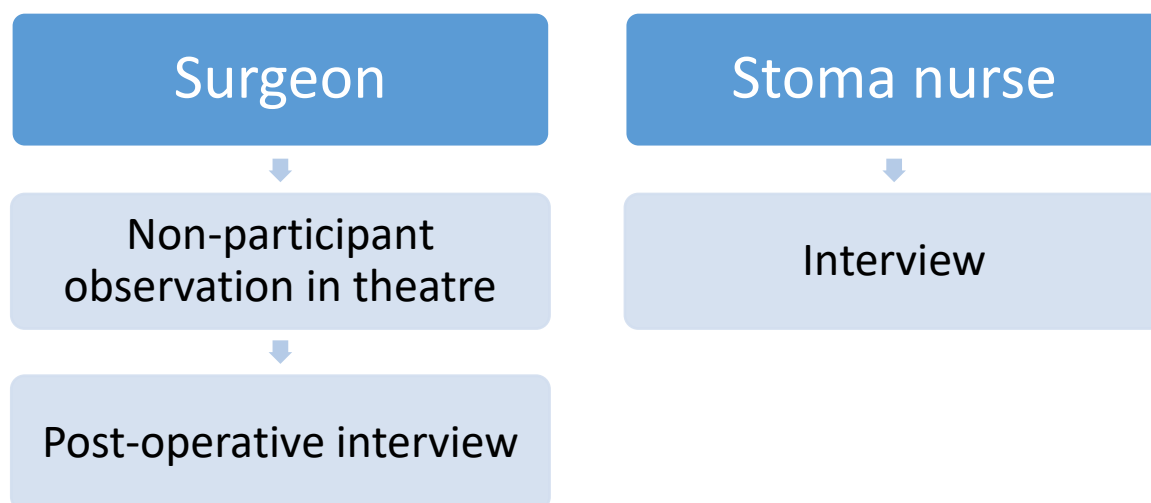 Surgeon
Non-participant
observation in theatre
Post-operative interview
Stoma nurse
Interview